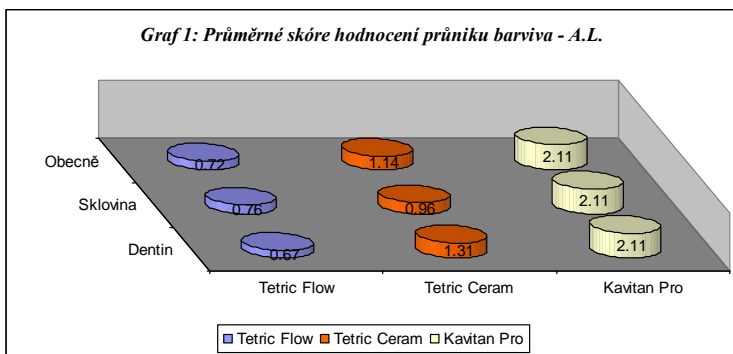 Graf 1: Průměrné skóre hodnocení průniku barviva - A.L.
Obecně
0.72
1.14
2.11
Sklovina
0.76
0.96
2.11
Dentin
0.67
1.31
2.11
Tetric Flow
Tetric Ceram
Kavitan Pro
Tetric Flow
Tetric Ceram
Kavitan Pro